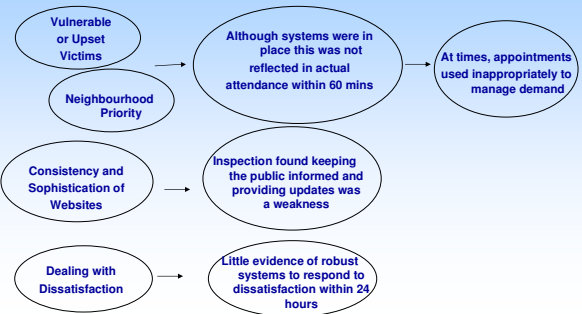 Vulnerable
or Upset
Victims
Neighbourhood
Priority
Although systems were in
place this was not
reflected in actual
attendance within 60 mins
At times, appointments
used inappropriately to
manage demand
Consistency and
Sophistication of
Websites
Inspection found keeping
the public informed and
providing updates was
a weakness
Dealing with
Dissatisfaction
Little evidence of robust
systems to respond to
dissatisfaction within 24
hours